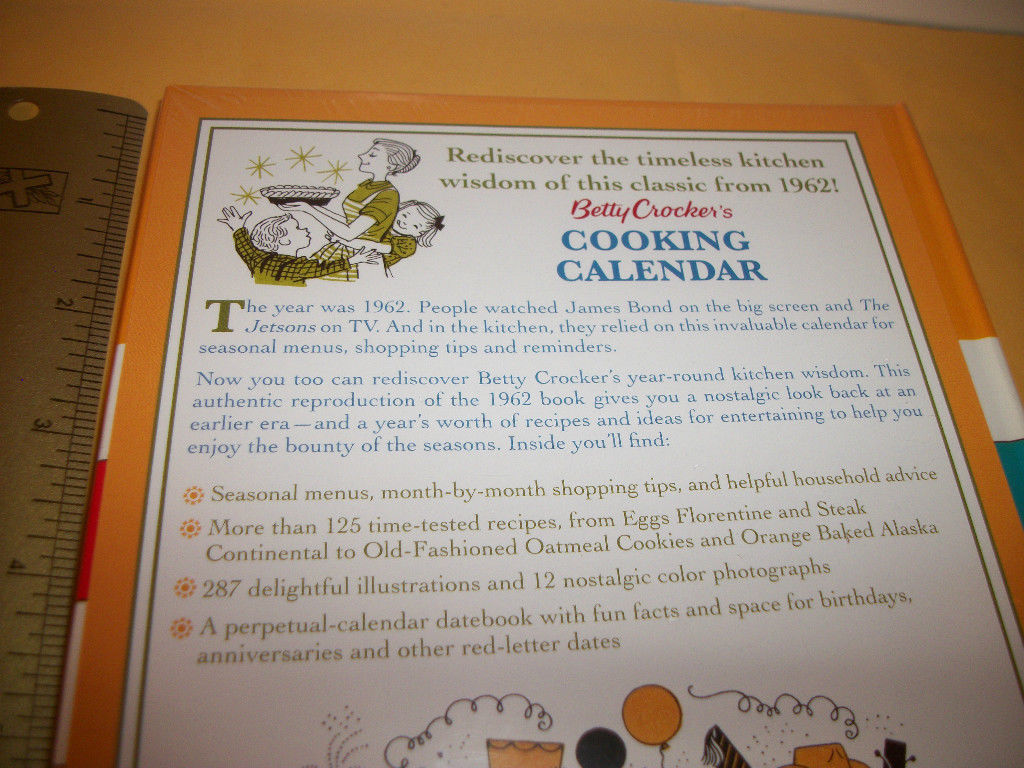 Rediscover the timeless kitchen
wisdom of this classic from 1962!
Betty Crocker's
COOKING
CALENDAR
The year was 1962. People watched James Bond on the big screen and The
Jetsons on TV. And in the kitchen, they relied on this invaluable calendar for
seasonal menus, shopping tips and reminders.
Now you too can rediscover Betty Crocker's year-round kitchen wisdom. This
authentic reproduction of the 1962 book gives you a nostalgic look back at an
earlier era—and a year's worth of recipes and ideas for entertaining to help you
enjoy the bounty of the seasons. Inside you'll find:
Seasonal menus, month-by-month shopping tips, and helpful household advice
More than 125 time-tested recipes, from Eggs Florentine and Steak
Continental to Old-Fashioned Oatmeal Cookies and Orange Baked Alaska
287 delightful illustrations and 12 nostalgic color photographs
A perpetual-calendar datebook with fun facts and space for birthdays,
anniversaries and other red-letter dates
2
3
4